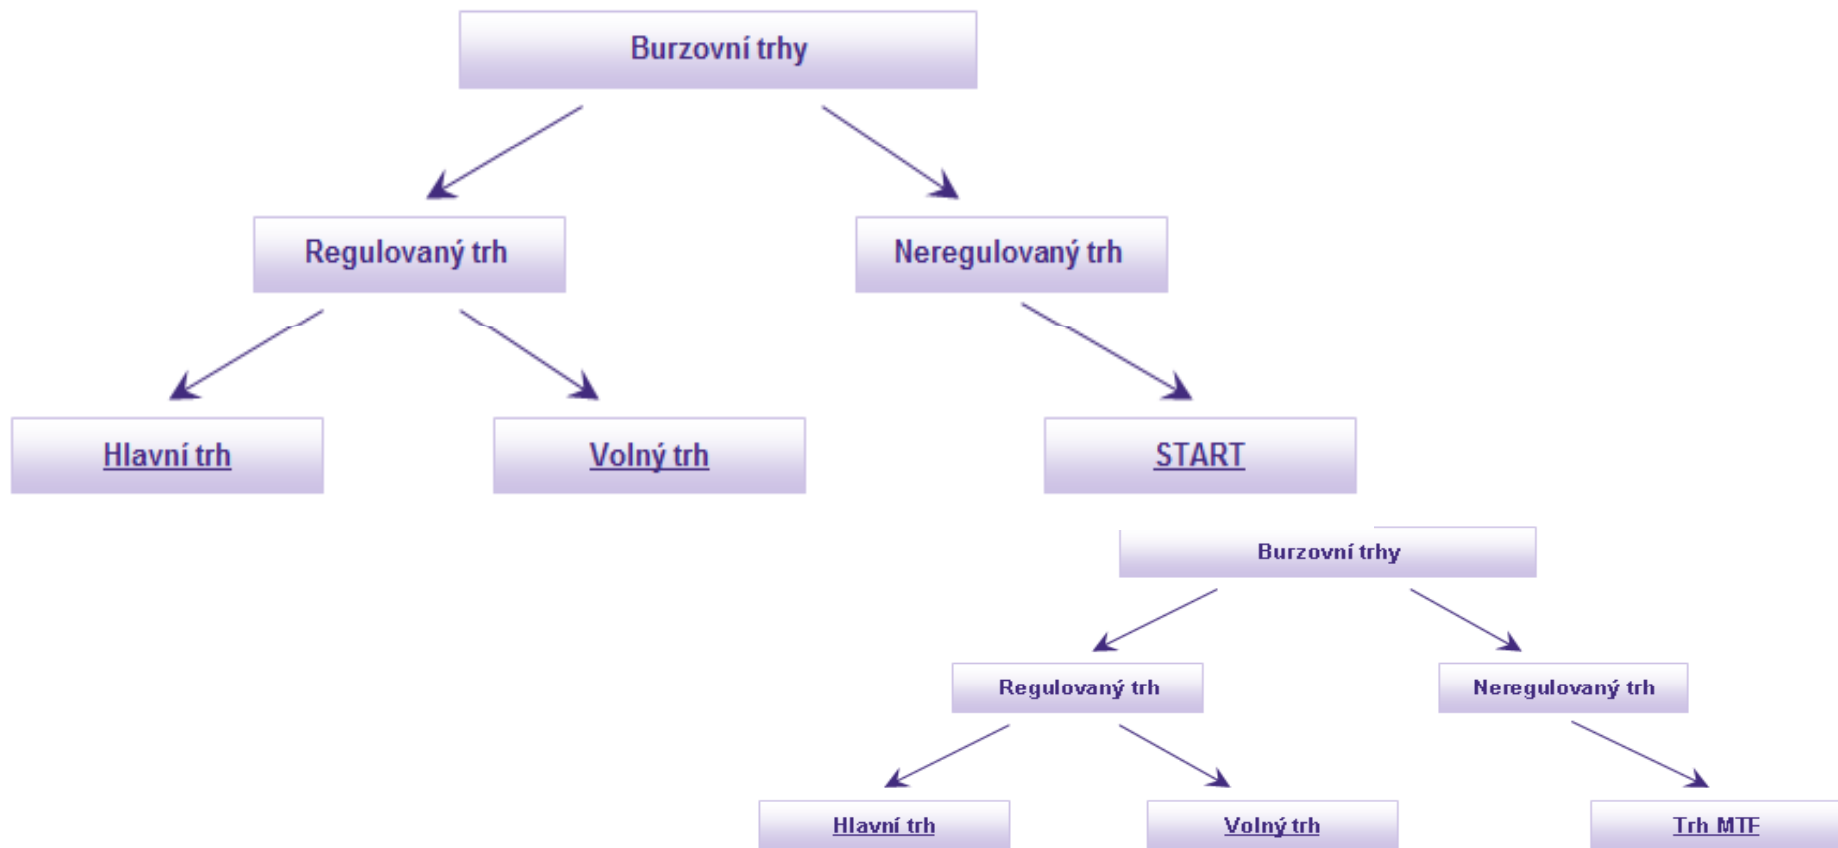 Burzovní trhy
Regulovaný trh
Neregulovaný trh
Hlavní trh
Volný trh
START
Burzovní trhy
Regulovaný trh
Neregulovaný trh
Hlavní trh
Volný trh
Trh MTF